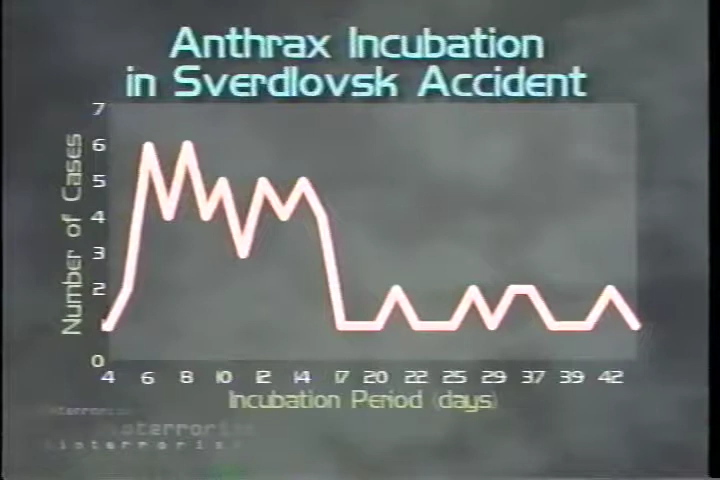 Anthrax Incubation
in Sverdlovsk Accident
Number of Cases
7
6
5
4
3
2
1
0
4 6 8 10 12 14 17 20 22 25 29 37 39 42
Incubation Period (days)